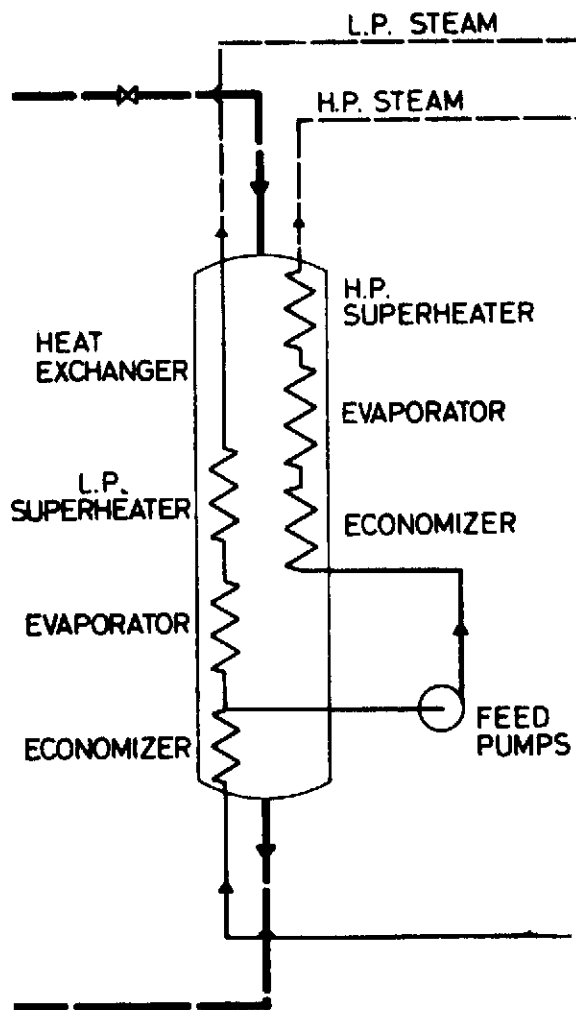 L.P. STEAM
H.P. STEAM
H.P.
SUPERHEATER
HEAT
EXCHANGER
EVAPORATOR
L.P.
SUPERHEATER
ECONOMIZER
EVAPORATOR
FEED
PUMPS
ECONOMIZER